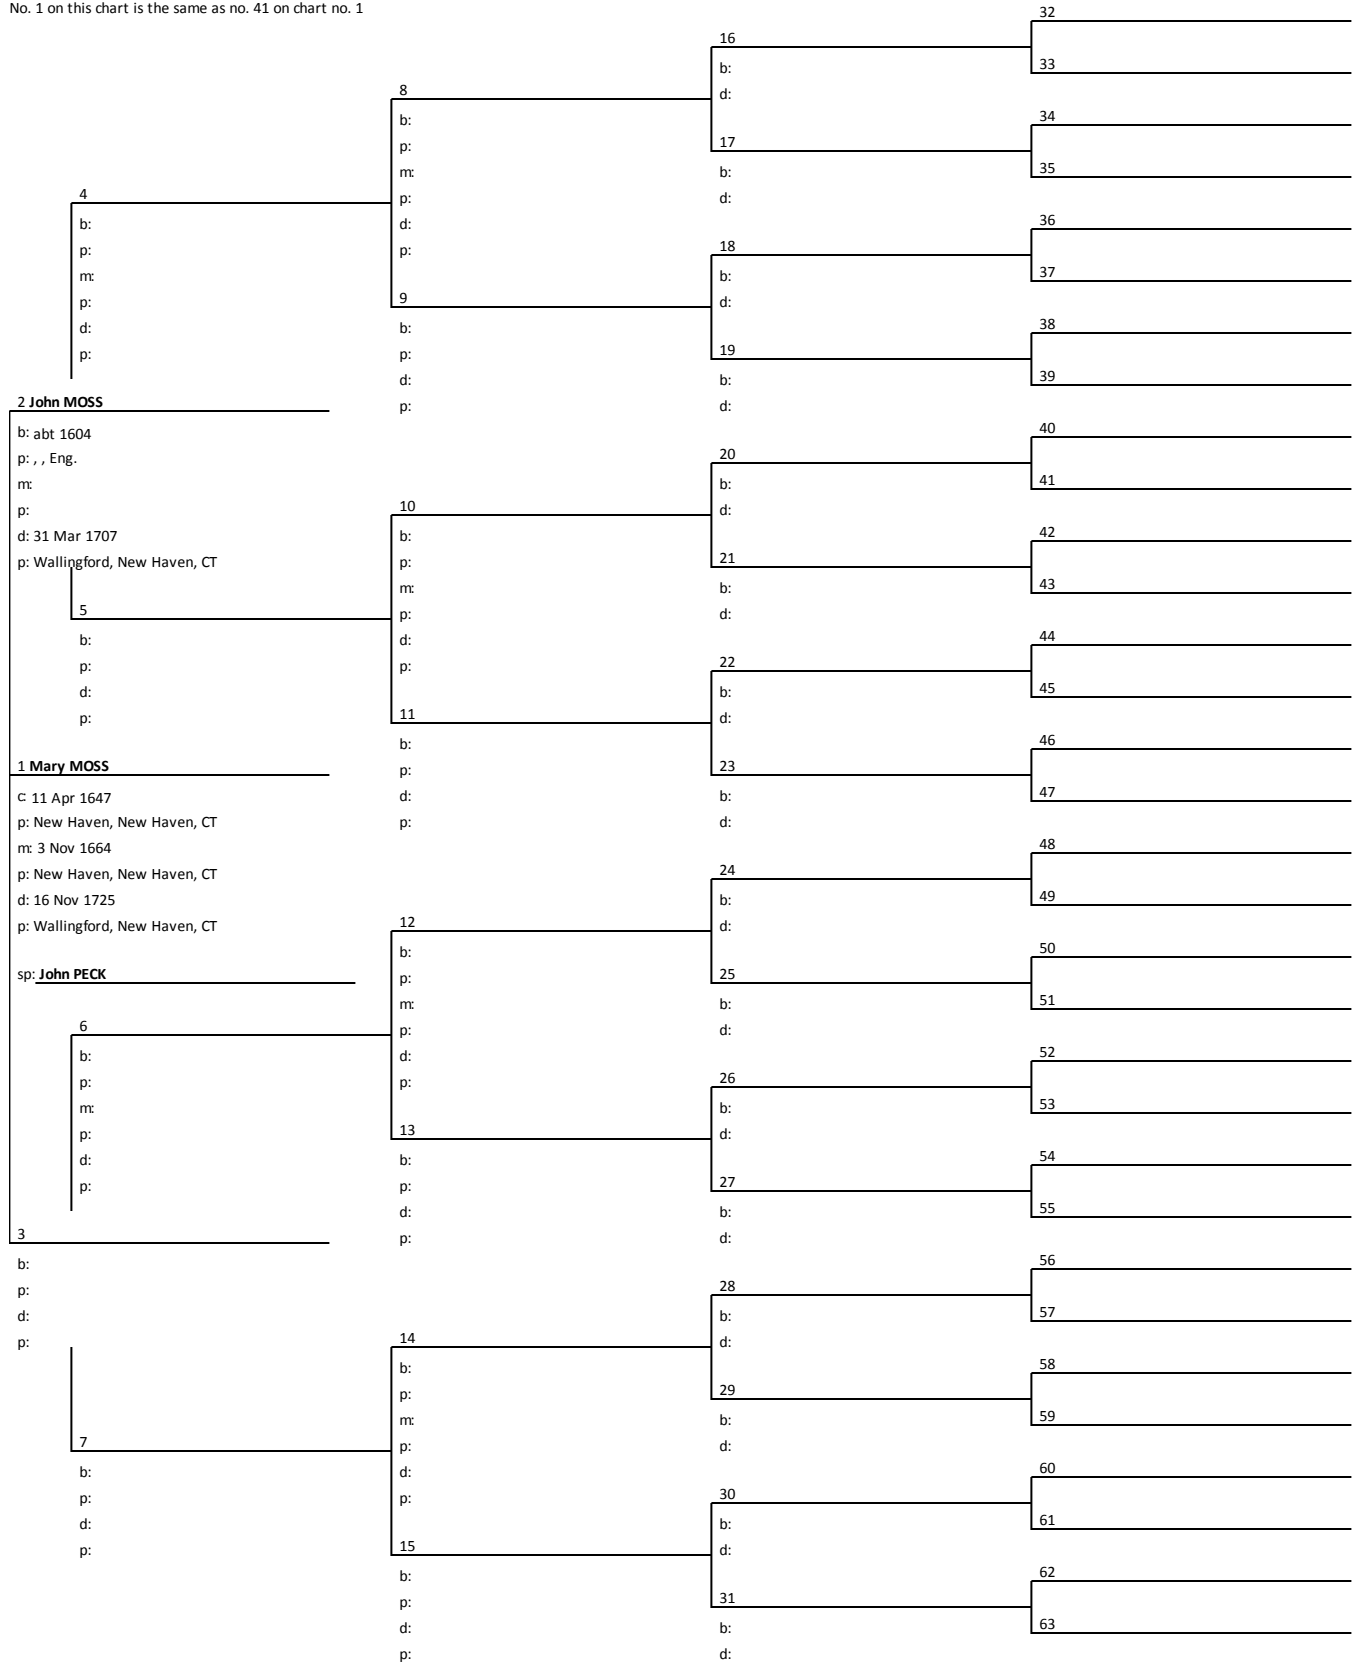 No. 1 on this chart is the same as no. 41 on chart no. 1
4
b:
p:
m:
p:
d:
p:
2 John MOSS
b: abt 1604
p: , , Eng.
m:
p:
d: 31 Mar 1707
p: Wallingford, New Haven, CT
5
b:
p:
d:
p:
1 Mary MOSS
c: 11 Apr 1647
p: New Haven, New Haven, CT
m: 3 Nov 1664
p: New Haven, New Haven, CT
d: 16 Nov 1725
p: Wallingford, New Haven, CT
sp: John PECK
6
b:
p:
m:
p:
d:
p:
3
b:
p:
d:
p:
7
b:
p:
d:
p:
8
b:
p:
m:
p:
d:
p:
9
b:
p:
d:
p:
10
b:
p:
m:
p:
d:
p:
11
b:
p:
d:
p:
12
b:
p:
m:
p:
d:
p:
13
b:
p:
d:
p:
14
b:
p:
m:
p:
d:
p:
15
b:
p:
d:
p:
16
b:
d:
17
b:
d:
18
b:
d:
19
b:
d:
20
b:
d:
21
b:
d:
22
b:
d:
23
b:
d:
24
b:
d:
25
b:
d:
26
b:
d:
27
b:
d:
28
b:
d:
29
b:
d:
30
b:
d:
31
b:
d:
32
33
34
35
36
37
38
39
40
41
42
43
44
45
46
47
48
49
50
51
52
53
54
55
56
57
58
59
60
61
62
63